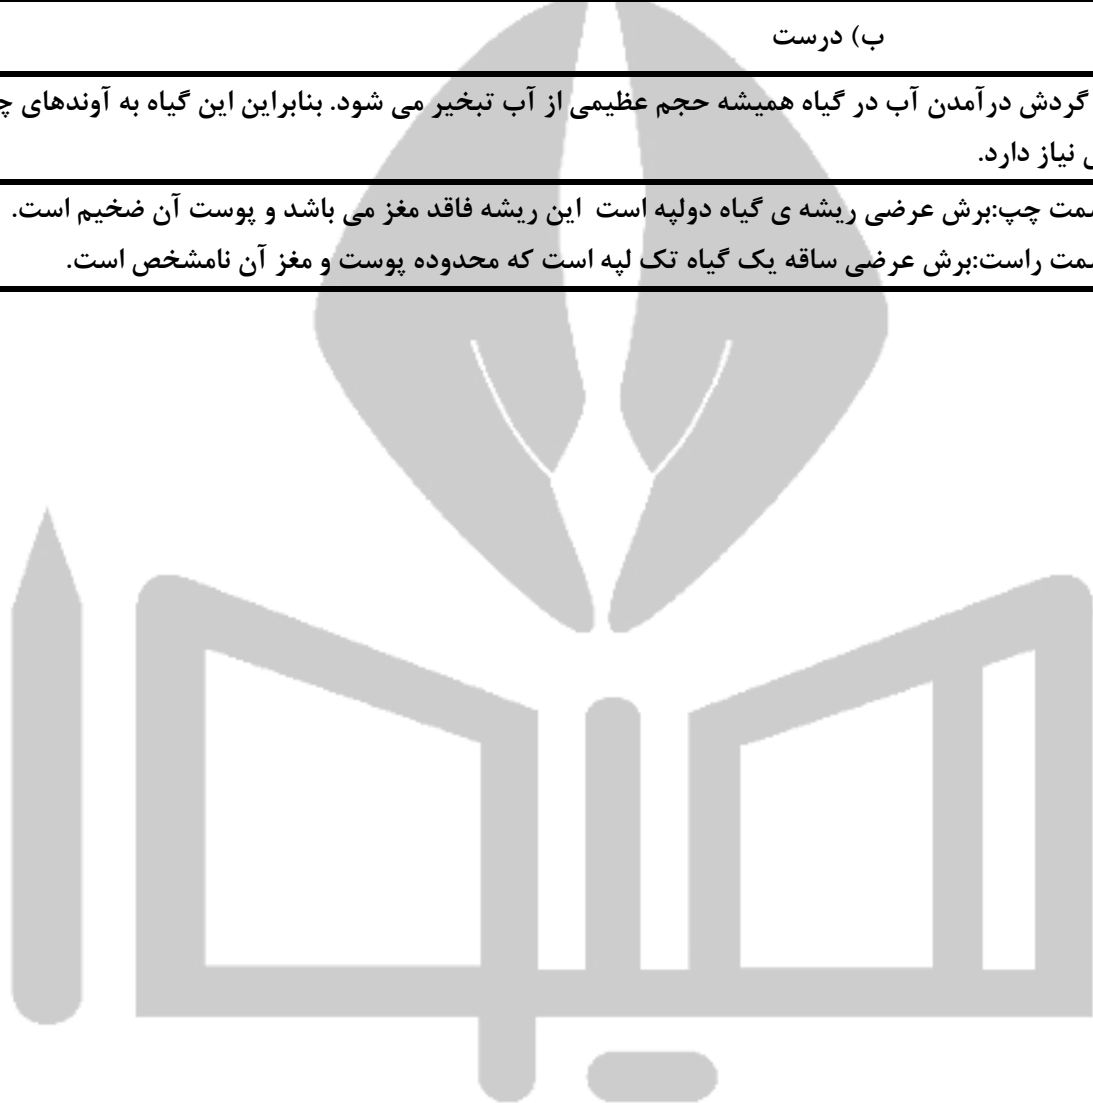 ب) درست
گردش درآمدن آب در گیاه همیشه حجم عظیمی از آب تبخیر می شود. بنابراین این گیاه به آوندهای
نیاز دارد.
چپ:برش عرضی ریشه ی گیاه دولپه است این ریشه فاقد مغز می باشد و پوست آن ضخیم است.
راست:برش عرضی ساقه یک گیاه تک لپه است که محدوده پوست و مغز آن نامشخص است.